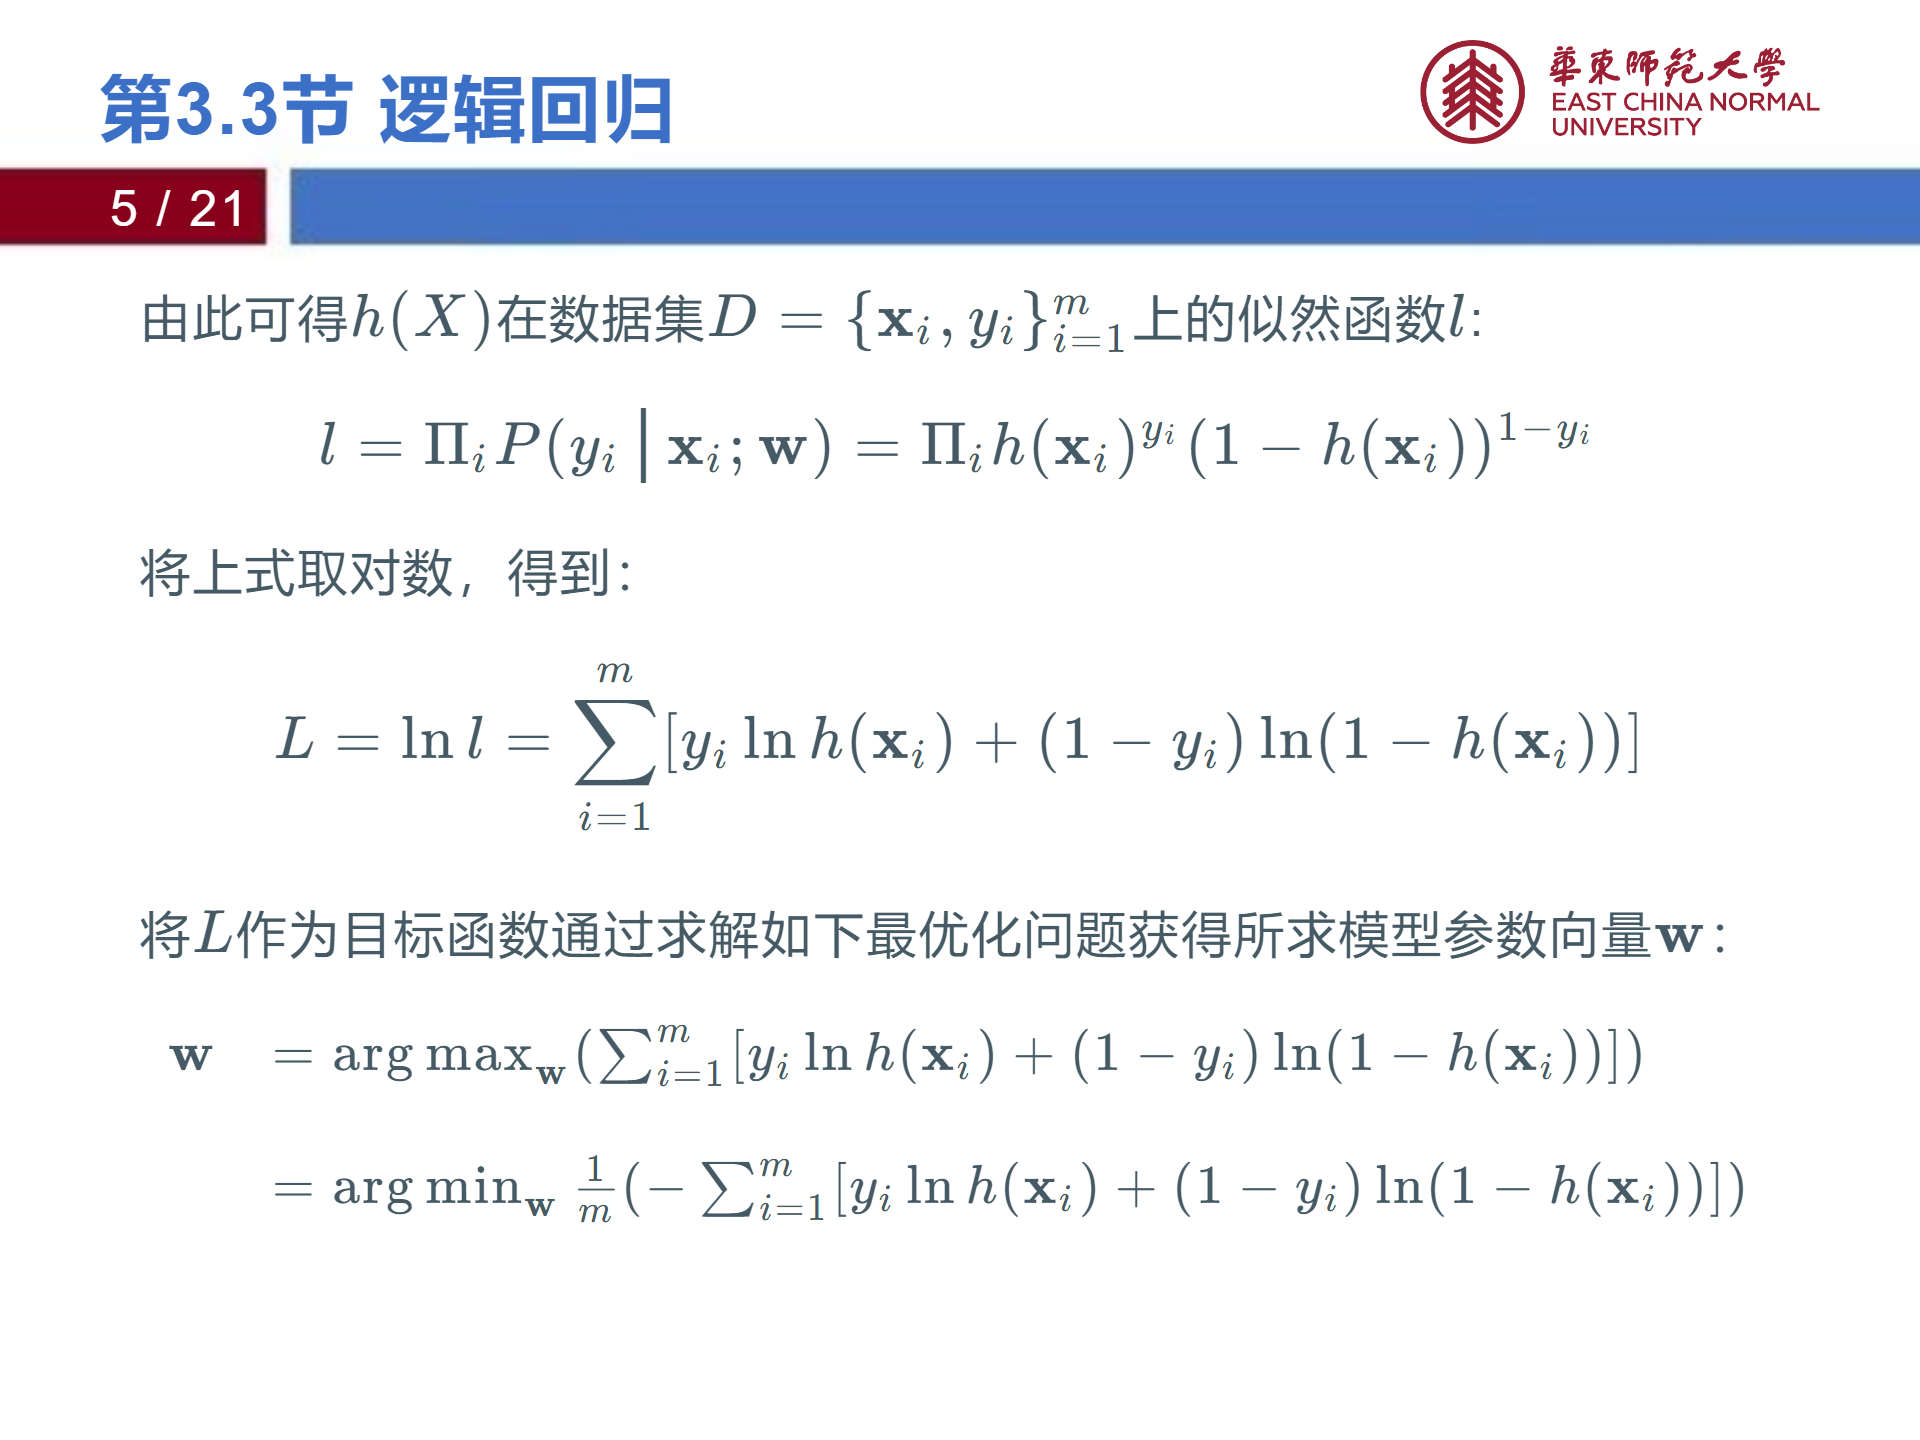 第3.3节 逻辑回归
華東師範大學
EAST CHINA NORMAL
UNIVERSITY
5 / 21
由此可得h(X)在数据集D = {𝐱ᵢ, yᵢ}ᵢ₌₁ᵐ上的似然函数l:
l = Πᵢ P(yᵢ | 𝐱ᵢ; 𝐰) = Πᵢ h(𝐱ᵢ)^{yᵢ} (1 − h(𝐱ᵢ))^{1−yᵢ}
将上式取对数，得到：
L = ln l = ∑_{i=1}^{m} [yᵢ ln h(𝐱ᵢ) + (1 − yᵢ) ln(1 − h(𝐱ᵢ))]
将L作为目标函数通过求解如下最优化问题获得所求模型参数向量𝐰：
𝐰 = arg max_𝐰 (∑_{i=1}^{m} [yᵢ ln h(𝐱ᵢ) + (1 − yᵢ) ln(1 − h(𝐱ᵢ))])
= arg min_𝐰 \frac{1}{m} (− ∑_{i=1}^{m} [yᵢ ln h(𝐱ᵢ) + (1 − yᵢ) ln(1 − h(𝐱ᵢ))])